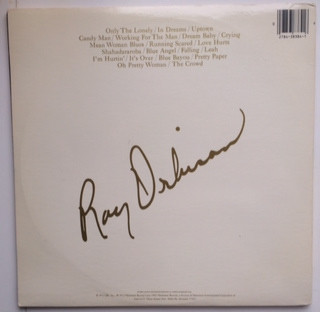 Only The Lonely / In Dreams / Uptown
Candy Man / Working For The Man / Dream Baby / Crying
Mean Woman Blues / Running Scared / Love Hurts
Shahadararoba / Blue Angel / Falling / Leah
I'm Hurtin' / It's Over / Blue Bayou / Pretty Paper
Oh Pretty Woman / The Crowd
Roy Orbison